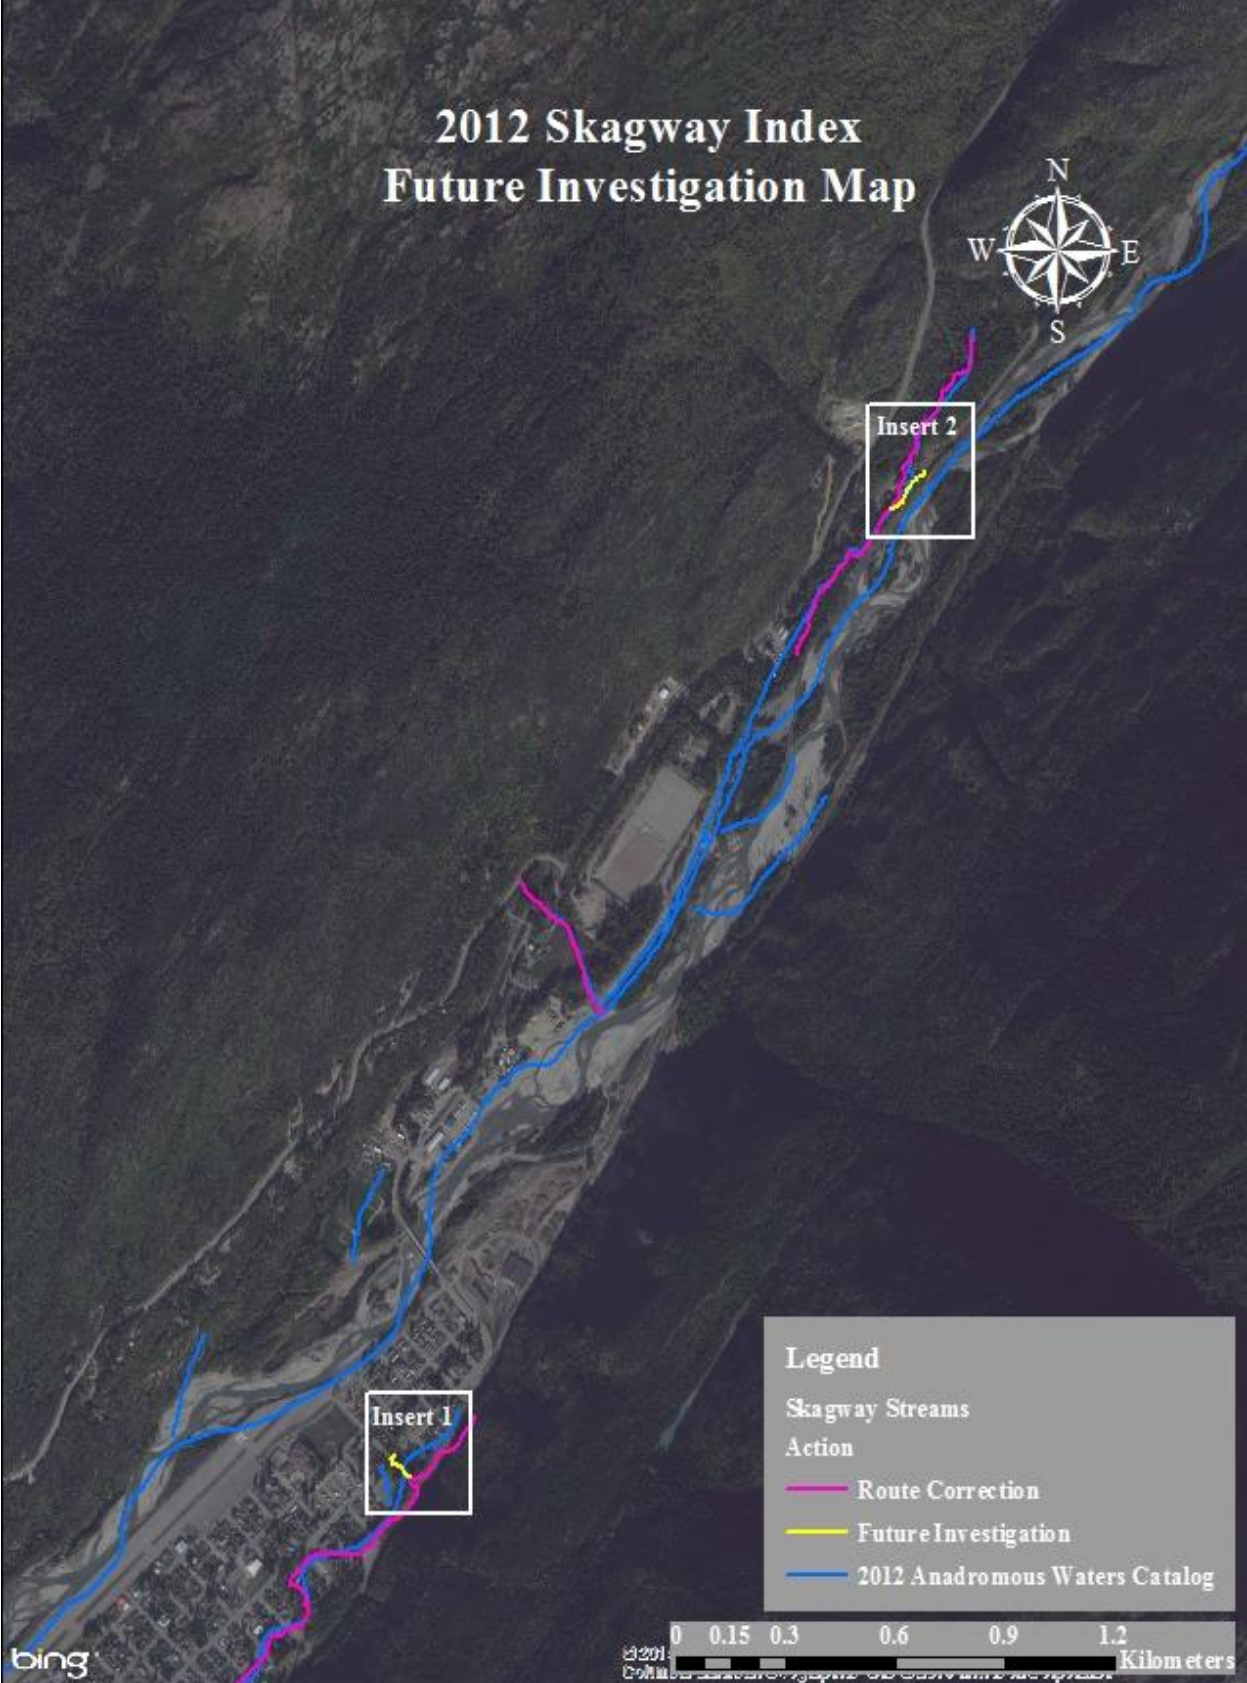 2012 Skagway Index
Future Investigation Map
N
W E
S
Insert 2
Insert 1
Legend
Skagway Streams
Action
Route Correction
Future Investigation
2012 Anadromous Waters Catalog
0 0.15 0.3 0.6 0.9 1.2
Kilometers
bing